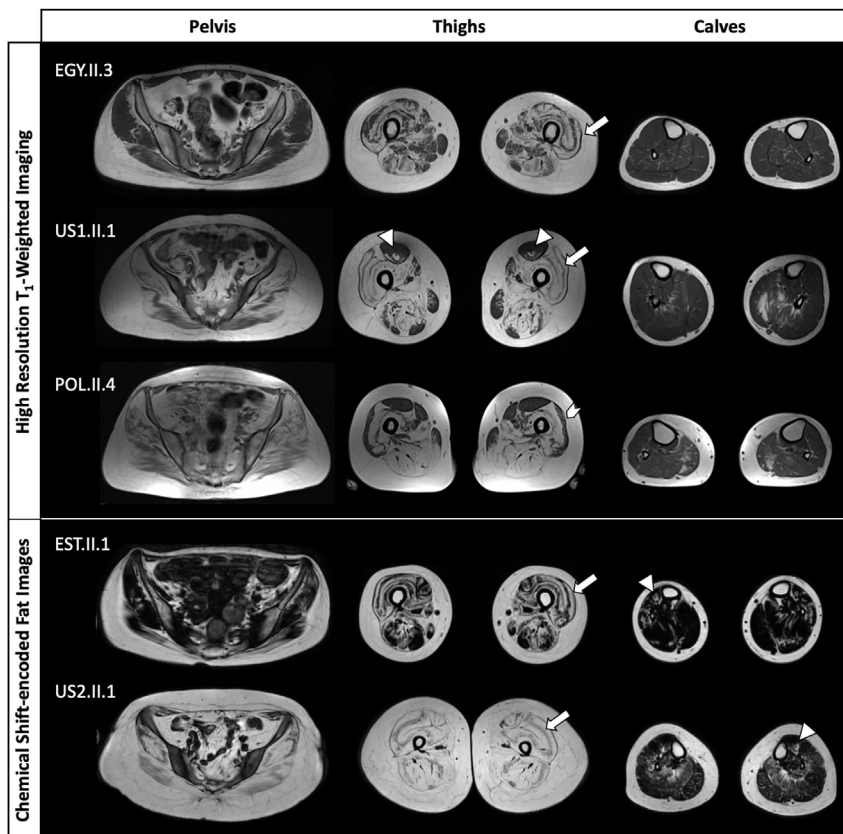 Pelvis Thighs Calves
High Resolution T₁-Weighted Imaging
EGY.II.3
US1.II.1
POL.II.4
Chemical Shift-encoded Fat Images
EST.II.1
US2.II.1